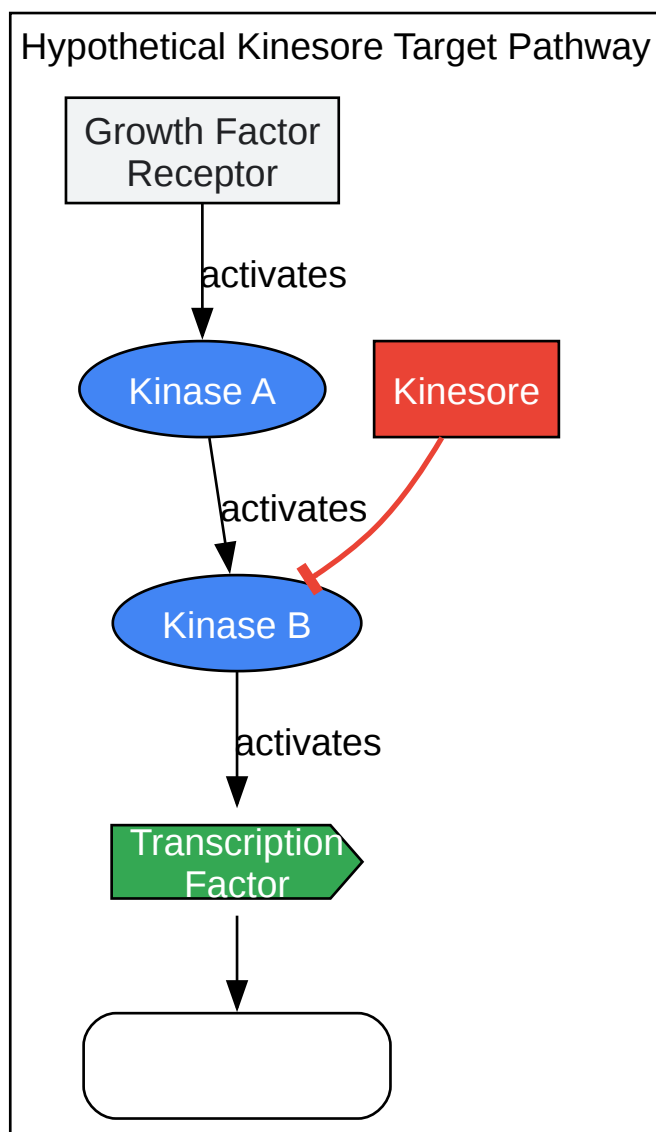 Hypothetical Kinesore Target Pathway
Growth Factor
Receptor
activates
Kinase A
Kinesore
activates
Kinase B
activates
Transcription
Factor